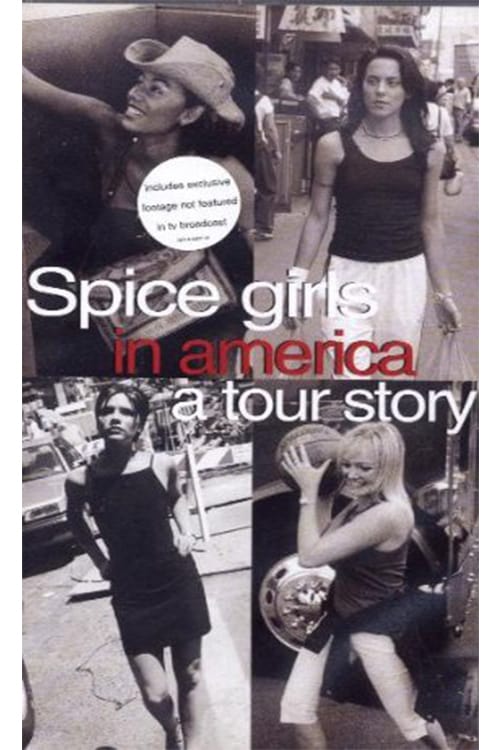 includes exclusive
footage not featured
in tv broadcast
Spice girls
in america
a tour story